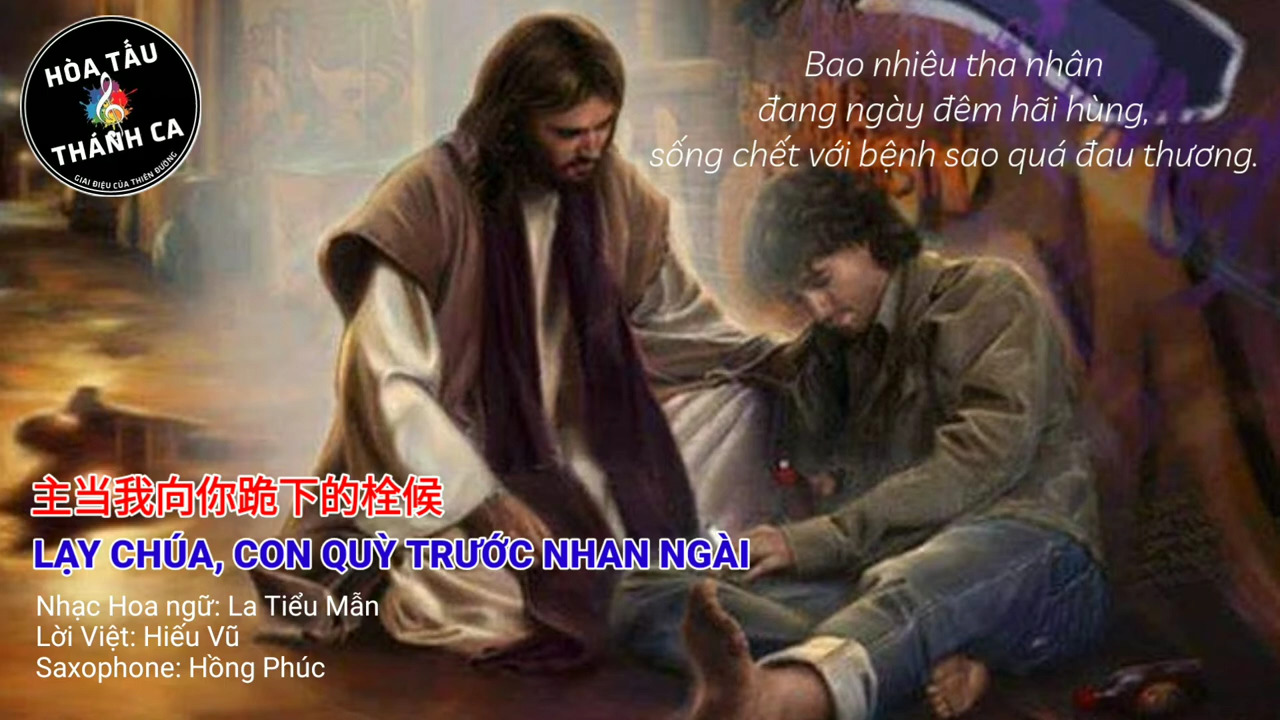 HÒA TẤU
THÁNH CA
GIAI ĐIỆU CỦA THIÊN ĐƯỜNG
Bao nhiêu tha nhân
đang ngày đêm hãi hùng,
sống chết với bệnh sao quá đau thương.
主当我向你跪下的栓候
LẠY CHÚA, CON QUỲ TRƯỚC NHAN NGÀI
Nhạc Hoa ngữ: La Tiểu Mẫn
Lời Việt: Hiếu Vũ
Saxophone: Hồng Phúc